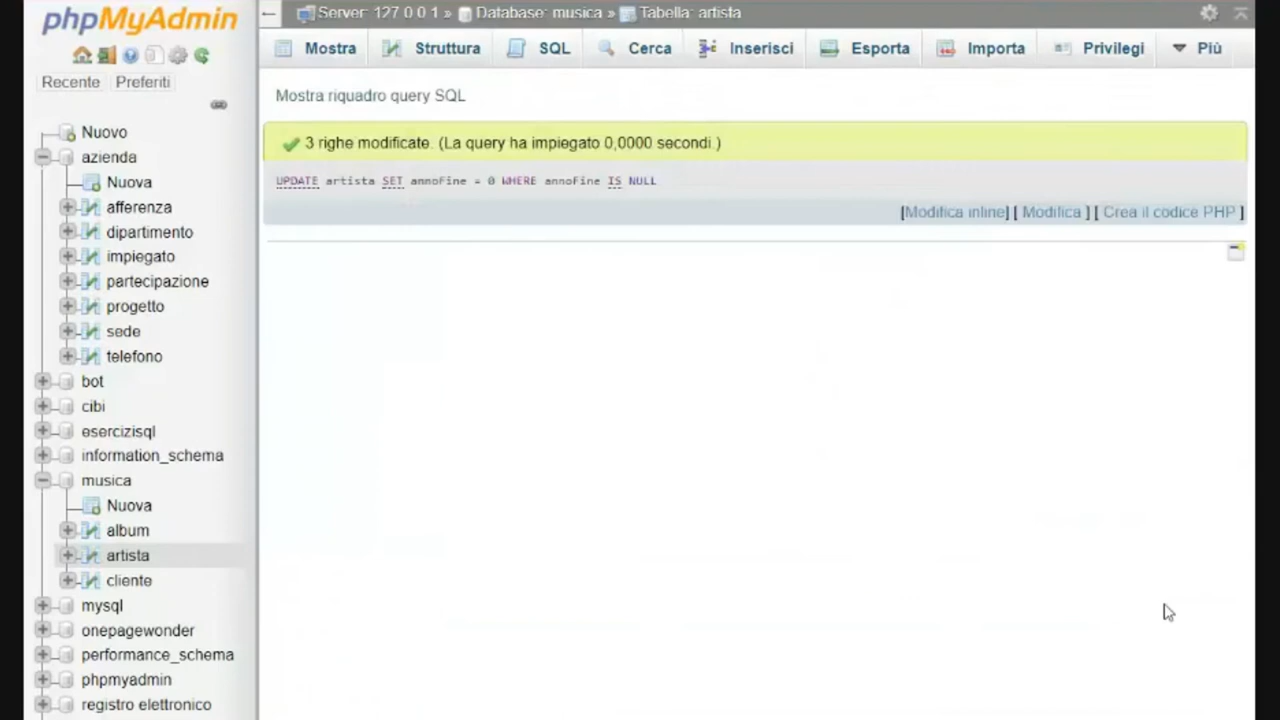 phpMyAdmin
Recente Preferiti
Nuovo
azienda
Nuova
afferenza
dipartimento
impiegato
partecipazione
progetto
sede
telefono
bot
cibi
esercizisql
information_schema
musica
Nuova
album
artista
cliente
mysql
onepagewonder
performance_schema
phpmyadmin
registro elettronico
Server: 127.0.0.1 » Database: musica » Tabella: artista
Mostra Struttura SQL Cerca Inserisci Esporta Importa Privilegi Più
Mostra riquadro query SQL
3 righe modificate. (La query ha impiegato 0,0000 secondi.)
UPDATE artista SET annoFine = 0 WHERE annoFine IS NULL
[Modifica inline] [ Modifica ] [ Crea il codice PHP ]